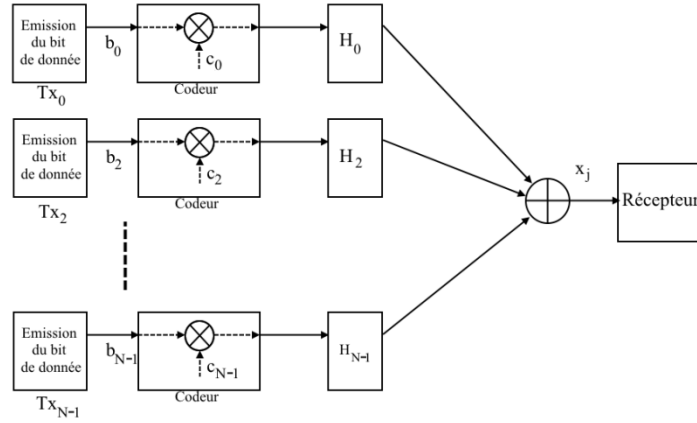 Emission
du bit
de donnée
b0
c0
Codeur
H0
Tx0
Emission
du bit
de donnée
b2
c2
Codeur
H2
Tx2
xj
Récepteur
Emission
du bit
de donnée
bN-1
cN-1
Codeur
HN-1
TxN-1